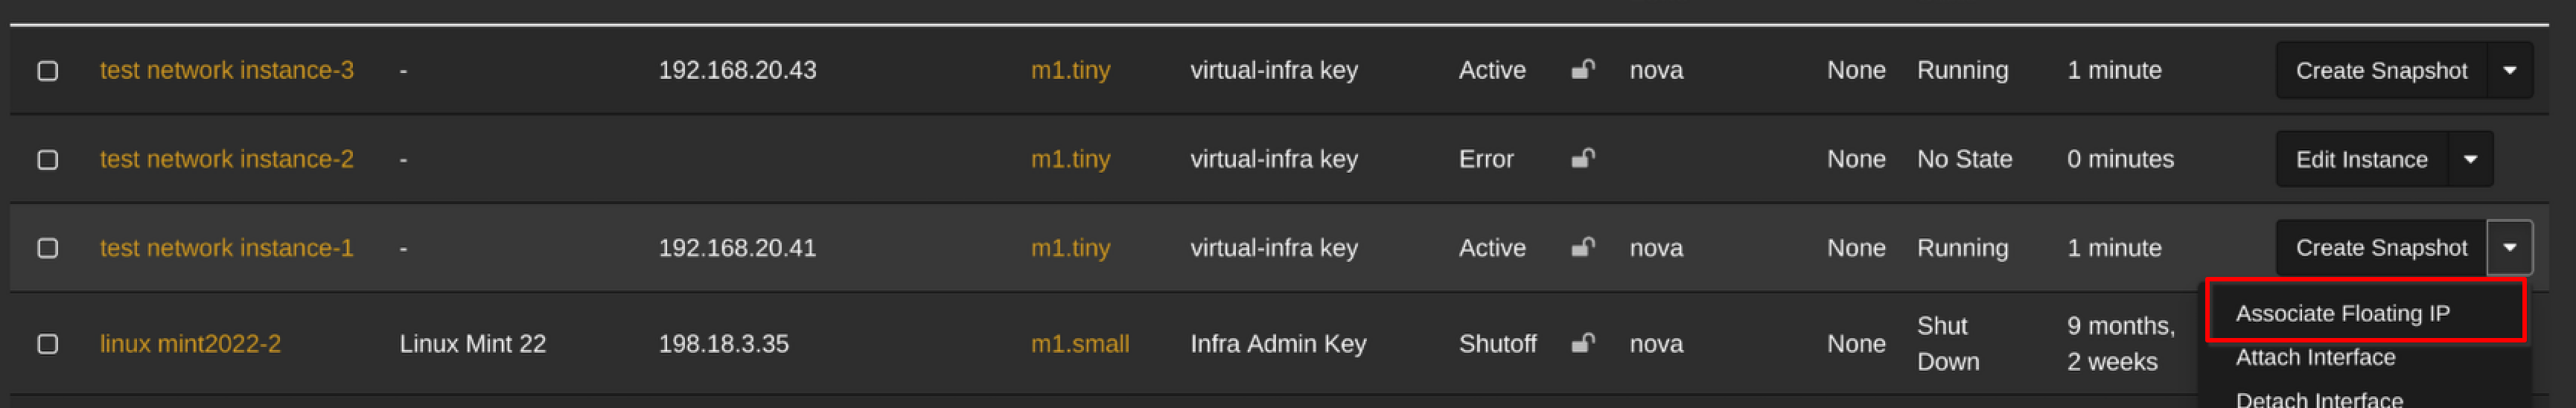 test network instance-3 - 192.168.20.43 m1.tiny virtual-infra key Active nova None Running 1 minute Create Snapshot
test network instance-2 - m1.tiny virtual-infra key Error None No State 0 minutes Edit Instance
test network instance-1 - 192.168.20.41 m1.tiny virtual-infra key Active nova None Running 1 minute Create Snapshot
Associate Floating IP
linux mint2022-2 Linux Mint 22 198.18.3.35 m1.small Infra Admin Key Shutoff nova None Shut Down 9 months, 2 weeks
Attach Interface
Detach Interface